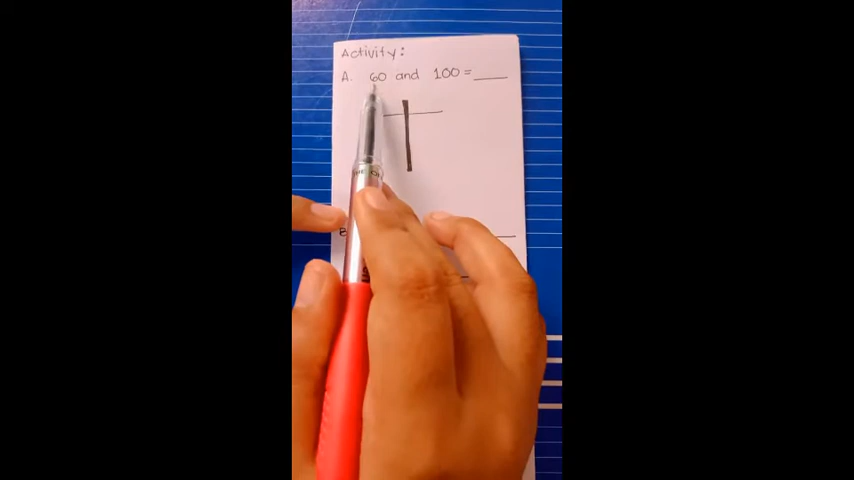 Activity:
A. 60 and 100 = ____
B